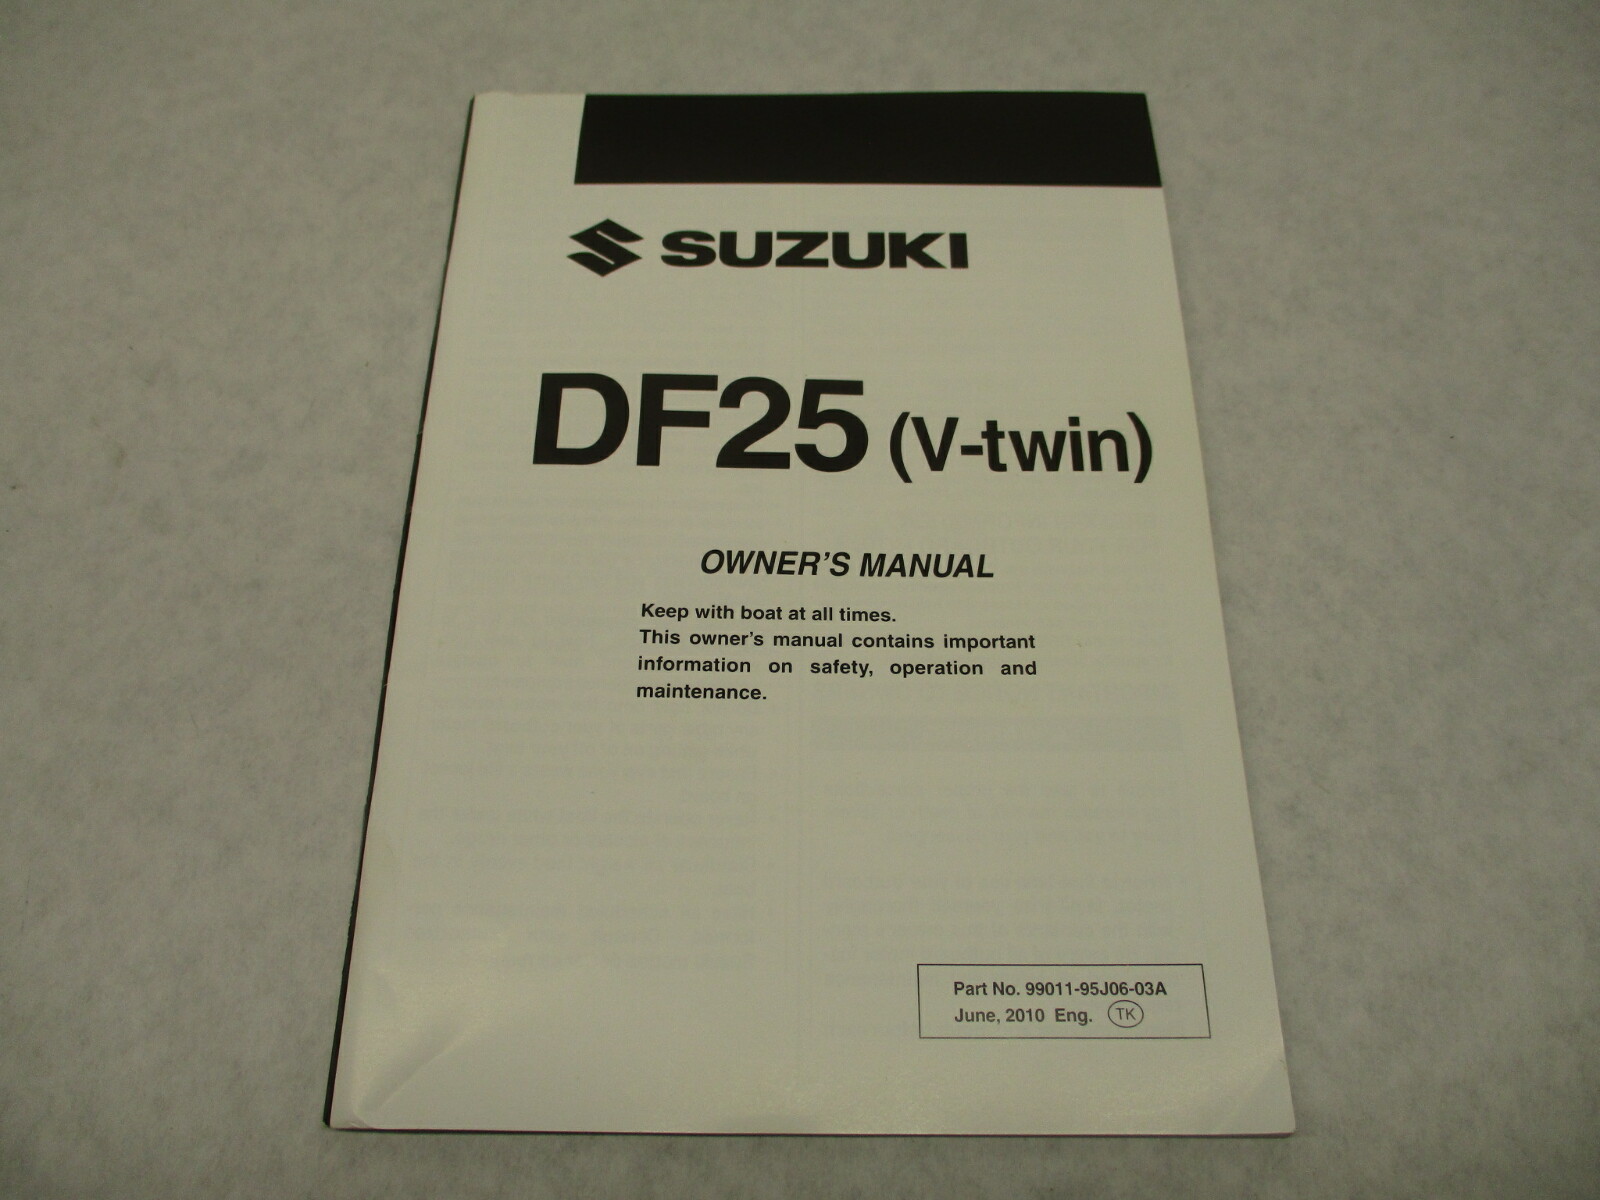 SUZUKI
DF25 (V-twin)
OWNER'S MANUAL
Keep with boat at all times.
This owner's manual contains important
information on safety, operation and
maintenance.
Part No. 99011-95J06-03A
June, 2010 Eng. TK